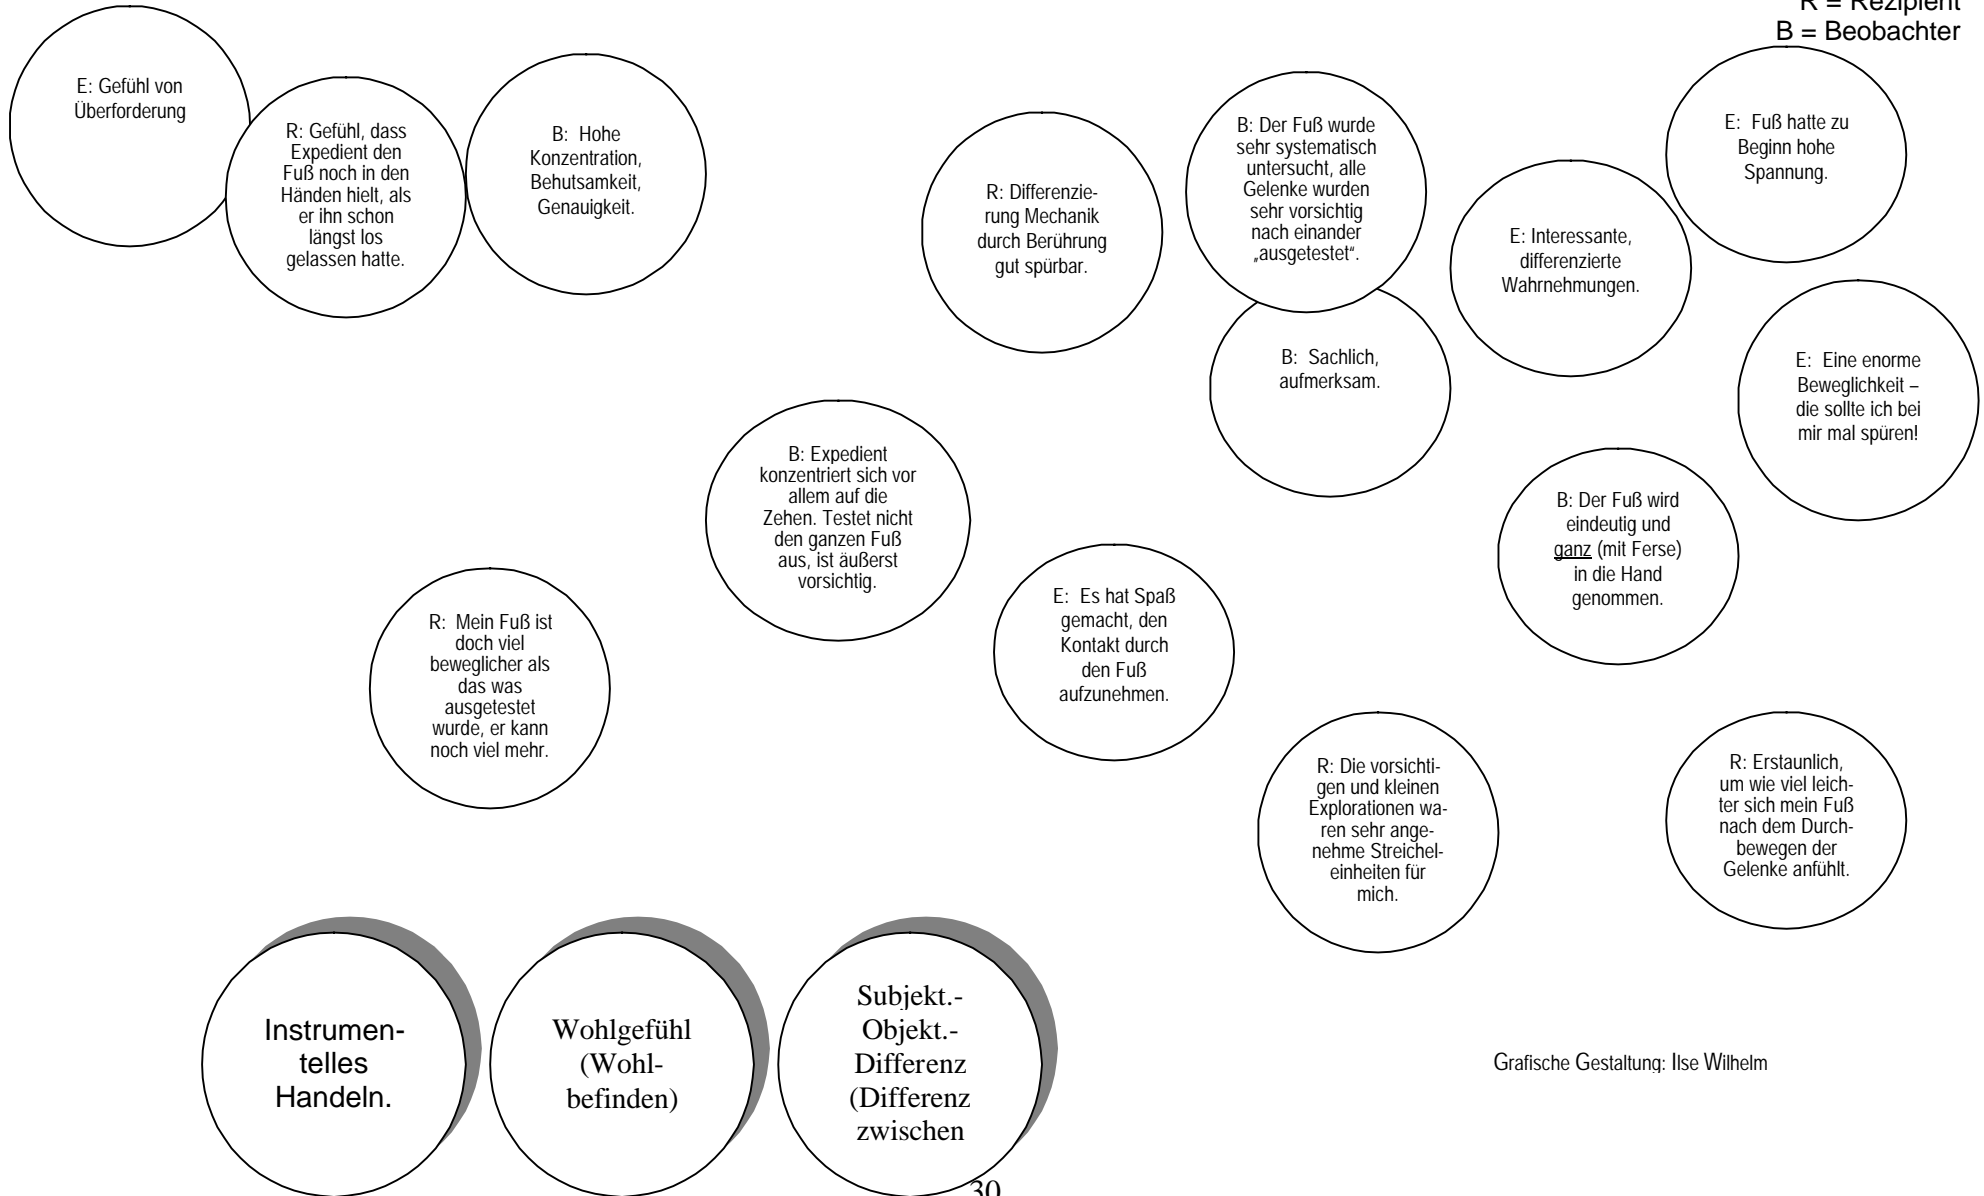 R = Rezipient
B = Beobachter
E: Gefühl von
Überforderung
R: Gefühl, dass
Expedient den
Fuß noch in den
Händen hielt, als
er ihn schon
längst los
gelassen hatte.
B: Hohe
Konzentration,
Behutsamkeit,
Genauigkeit.
R: Differenzie-
rung Mechanik
durch Berührung
gut spürbar.
B: Der Fuß wurde
sehr systematisch
untersucht, alle
Gelenke wurden
sehr vorsichtig
nach einander
„ausgetestet“.
E: Interessante,
differenzierte
Wahrnehmungen.
E: Fuß hatte zu
Beginn hohe
Spannung.
B: Sachlich,
aufmerksam.
E: Eine enorme
Beweglichkeit –
die sollte ich bei
mir mal spüren!
B: Expedient
konzentriert sich vor
allem auf die
Zehen. Testet nicht
den ganzen Fuß
aus, ist äußerst
vorsichtig.
B: Der Fuß wird
eindeutig und
ganz (mit Ferse)
in die Hand
genommen.
E: Es hat Spaß
gemacht, den
Kontakt durch
den Fuß
aufzunehmen.
R: Mein Fuß ist
doch viel
beweglicher als
das was
ausgetestet
wurde, er kann
noch viel mehr.
R: Die vorsichti-
gen und kleinen
Explorationen wa-
ren sehr ange-
nehme Streichel-
einheiten für
mich.
R: Erstaunlich,
um wie viel leich-
ter sich mein Fuß
nach dem Durch-
bewegen der
Gelenke anfühlt.
Instrumen-
telles
Handeln.
Wohlgefühl
(Wohl-
befinden)
Subjekt.-
Objekt.-
Differenz
(Differenz
zwischen
Grafische Gestaltung: Ilse Wilhelm
30